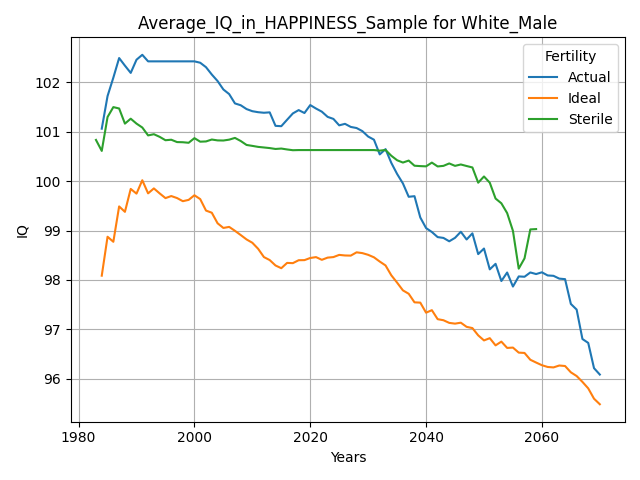 Average_IQ_in_HAPPINESS_Sample for White_Male
Fertility
Actual
Ideal
Sterile
102
101
100
99
98
97
96
IQ
1980
2000
2020
2040
2060
Years